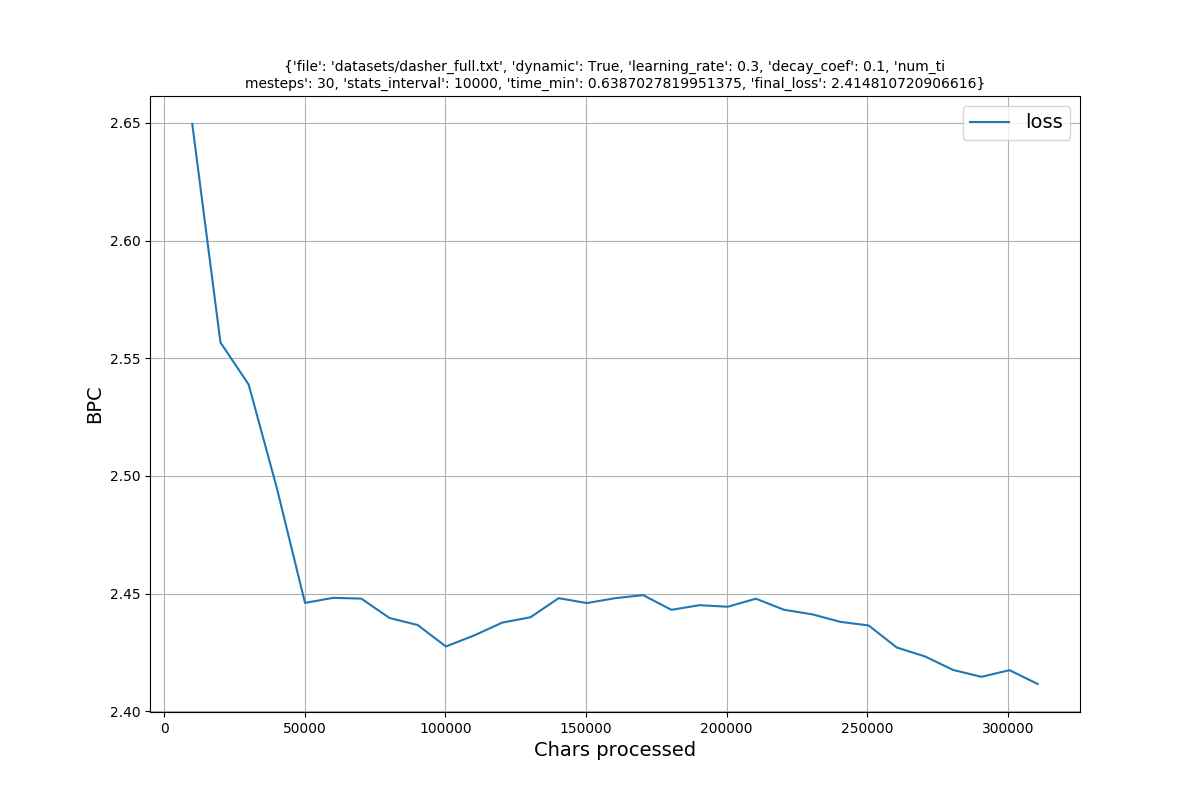 {'file': 'datasets/dasher_full.txt', 'dynamic': True, 'learning_rate': 0.3, 'decay_coef': 0.1, 'num_ti
mesteps': 30, 'stats_interval': 10000, 'time_min': 0.6387027819951375, 'final_loss': 2.414810720906616}
loss
2.65
2.60
2.55
2.50
2.45
2.40
BPC
0
50000
100000
150000
200000
250000
300000
Chars processed